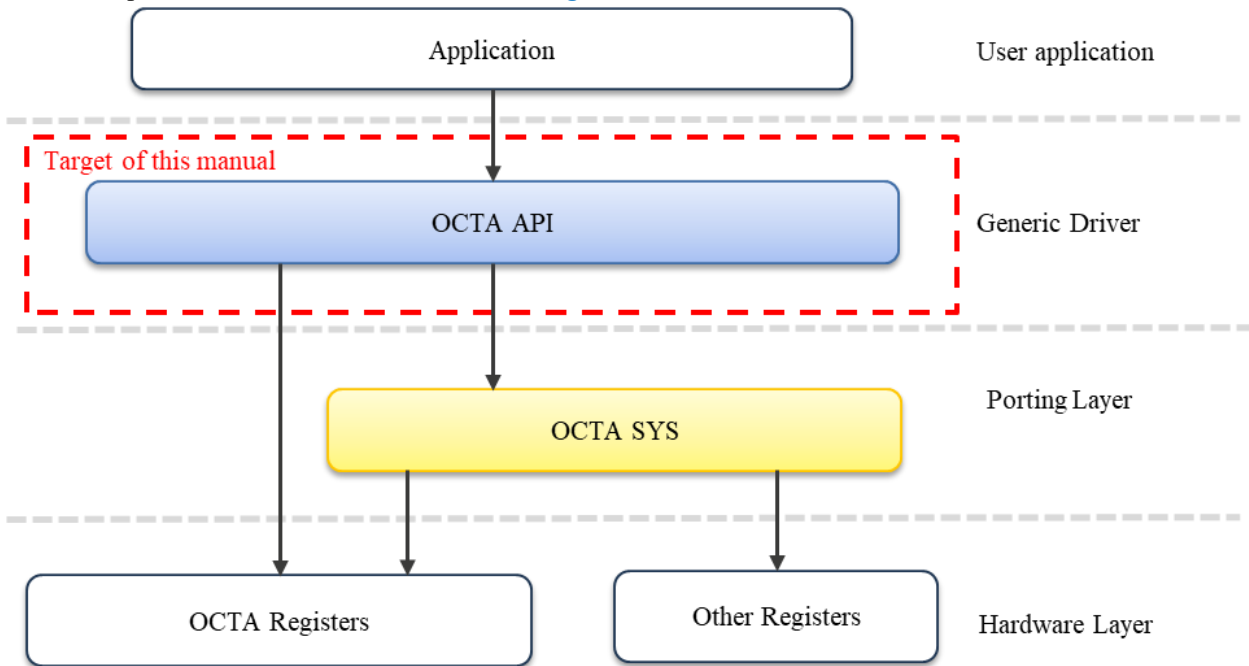 Application
User application
Target of this manual
OCTA API
Generic Driver
Porting Layer
OCTA SYS
OCTA Registers
Other Registers
Hardware Layer